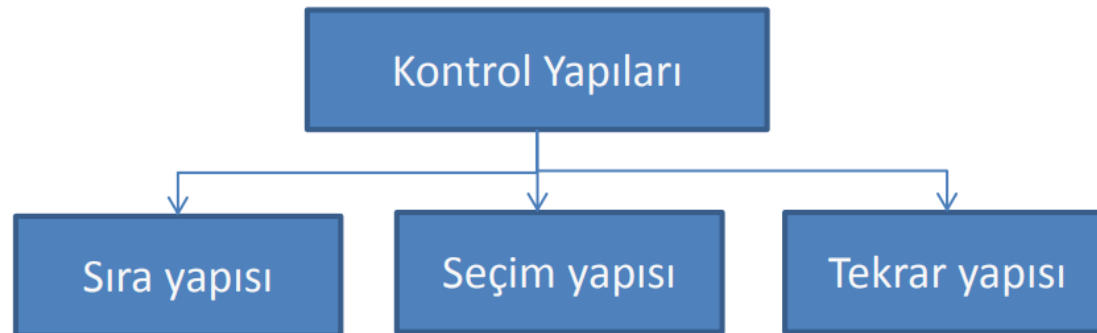 Kontrol Yapıları
Sıra yapısı
Seçim yapısı
Tekrar yapısı